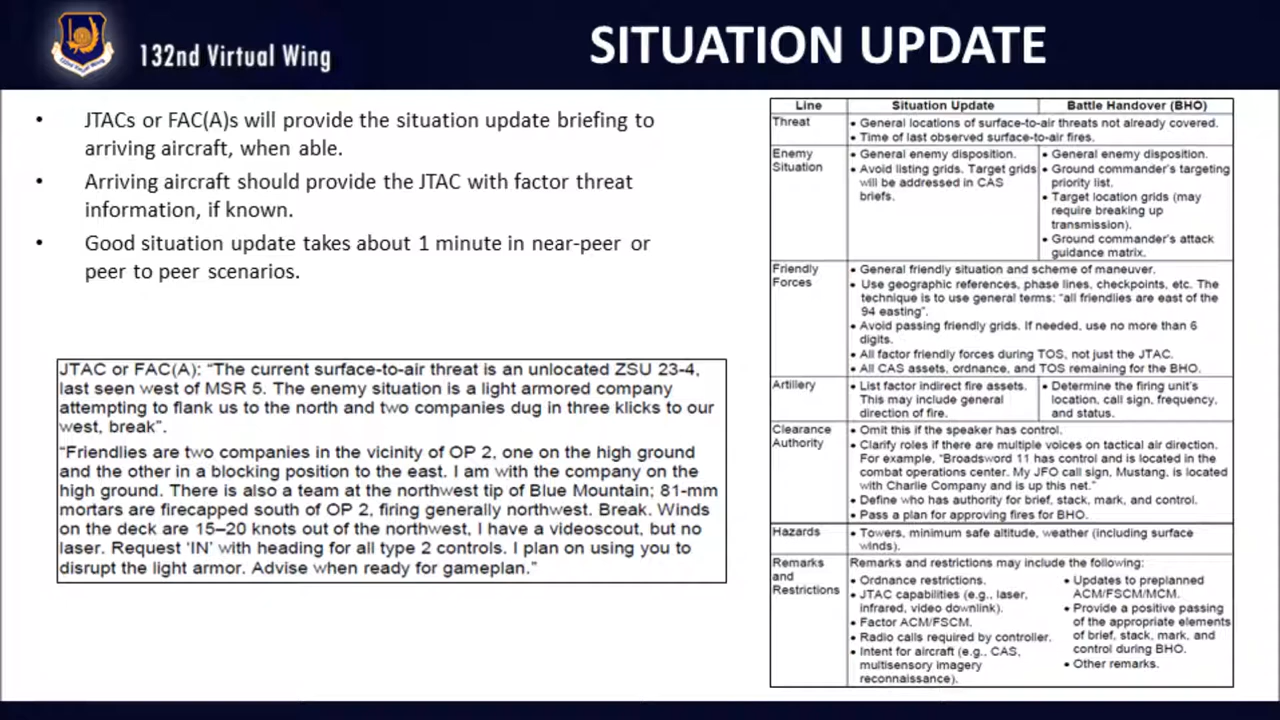 132nd Virtual Wing
SITUATION UPDATE
• JTACs or FAC(A)s will provide the situation update briefing to
arriving aircraft, when able.
• Arriving aircraft should provide the JTAC with factor threat
information, if known.
• Good situation update takes about 1 minute in near-peer or
peer to peer scenarios.
JTAC or FAC(A): “The current surface-to-air threat is an unlocated ZSU 23-4,
last seen west of MSR 5. The enemy situation is a light armored company
attempting to flank us to the north and two companies dug in three klicks to our
west, break”.
“Friendlies are two companies in the vicinity of OP 2, one on the high ground
and the other in a blocking position to the east. I am with the company on the
high ground. There is also a team at the northwest tip of Blue Mountain; 81-mm
mortars are firecapped south of OP 2, firing generally northwest. Break. Winds
on the deck are 15–20 knots out of the northwest, I have a videoscout, but no
laser. Request ‘IN’ with heading for all type 2 controls. I plan on using you to
disrupt the light armor. Advise when ready for gameplan.”
Line Situation Update Battle Handover (BHO)
Threat
• General locations of surface-to-air threats not already covered.
• Time of last observed surface-to-air fires.
Enemy
Situation
• General enemy disposition.
• Avoid listing grids. Target grids
will be addressed in CAS
briefs.
• General enemy disposition.
• Ground commander's targeting
priority list.
• Target location grids (may
require breaking up
transmission).
• Ground commander's attack
guidance matrix.
Friendly
Forces
• General friendly situation and scheme of maneuver.
• Use geographic references, phase lines, checkpoints, etc. The
technique is to use general terms: “all friendlies are east of the
94 easting”.
• Avoid passing friendly grids. If needed, use no more than 6
digits.
• All factor friendly forces during TOS, not just the JTAC.
• All CAS assets, ordnance, and TOS remaining for the BHO.
Artillery
• List factor indirect fire assets.
This may include general
direction of fire.
• Determine the firing unit's
location, call sign, frequency,
and status.
Clearance
Authority
• Omit this if the speaker has control.
• Clarify roles if there are multiple voices on tactical air direction.
For example, “Broadsword 11 has control and is located in the
combat operations center. My JFO call sign, Mustang, is located
with Charlie Company and is up this net.”
• Define who has authority for brief, stack, mark, and control.
• Pass a plan for approving fires for BHO.
Hazards
• Towers, minimum safe altitude, weather (including surface
winds).
Remarks
and
Restrictions
Remarks and restrictions may include the following:
• Ordnance restrictions.
• JTAC capabilities (e.g., laser,
infrared, video downlink).
• Factor ACM/FSCM.
• Radio calls required by controller.
• Intent for aircraft (e.g., CAS,
multisensory imagery
reconnaissance).
• Updates to preplanned
ACM/FSCM/MCM.
• Provide a positive passing
of the appropriate elements
of brief, stack, mark, and
control during BHO.
• Other remarks.